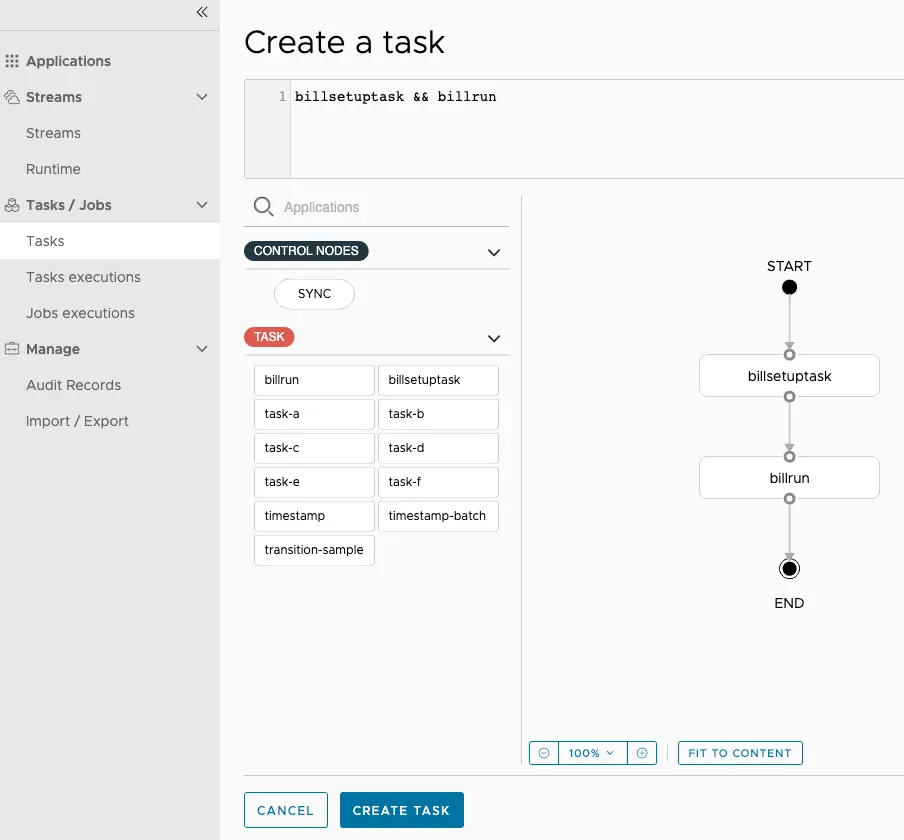 Applications
Streams
Streams
Runtime
Tasks / Jobs
Tasks
Tasks executions
Jobs executions
Manage
Audit Records
Import / Export
Create a task
1 billsetuptask && billrun
Applications
CONTROL NODES
SYNC
TASK
billrun billsetuptask
task-a task-b
task-c task-d
task-e task-f
timestamp timestamp-batch
transition-sample
START
billsetuptask
billrun
END
100% FIT TO CONTENT
CANCEL CREATE TASK